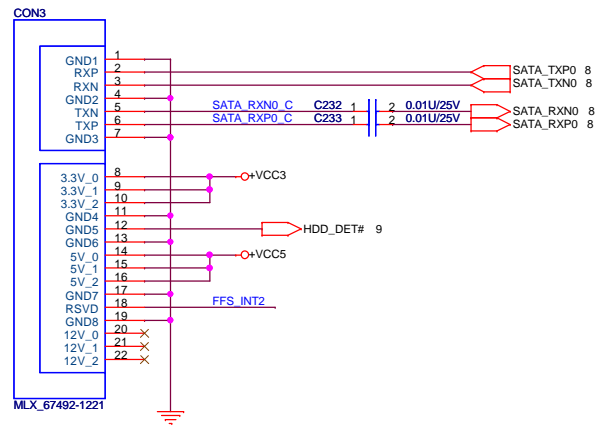 CON3
GND1 1
RXP 2 SATA_TXP0 8
RXN 3 SATA_TXN0 8
GND2 4
TXN 5 SATA_RXN0_C C232 1 2 0.01U/25V SATA_RXN0 8
TXP 6 SATA_RXP0_C C233 1 2 0.01U/25V SATA_RXP0 8
GND3 7
3.3V_0 8 +VCC3
3.3V_1 9
3.3V_2 10
GND4 11
GND5 12 HDD_DET# 9
GND6 13
5V_0 14 +VCC5
5V_1 15
5V_2 16
GND7 17
RSVD 18 FFS_INT2
GND8 19
12V_0 20
12V_1 21
12V_2 22
MLX_67492-1221